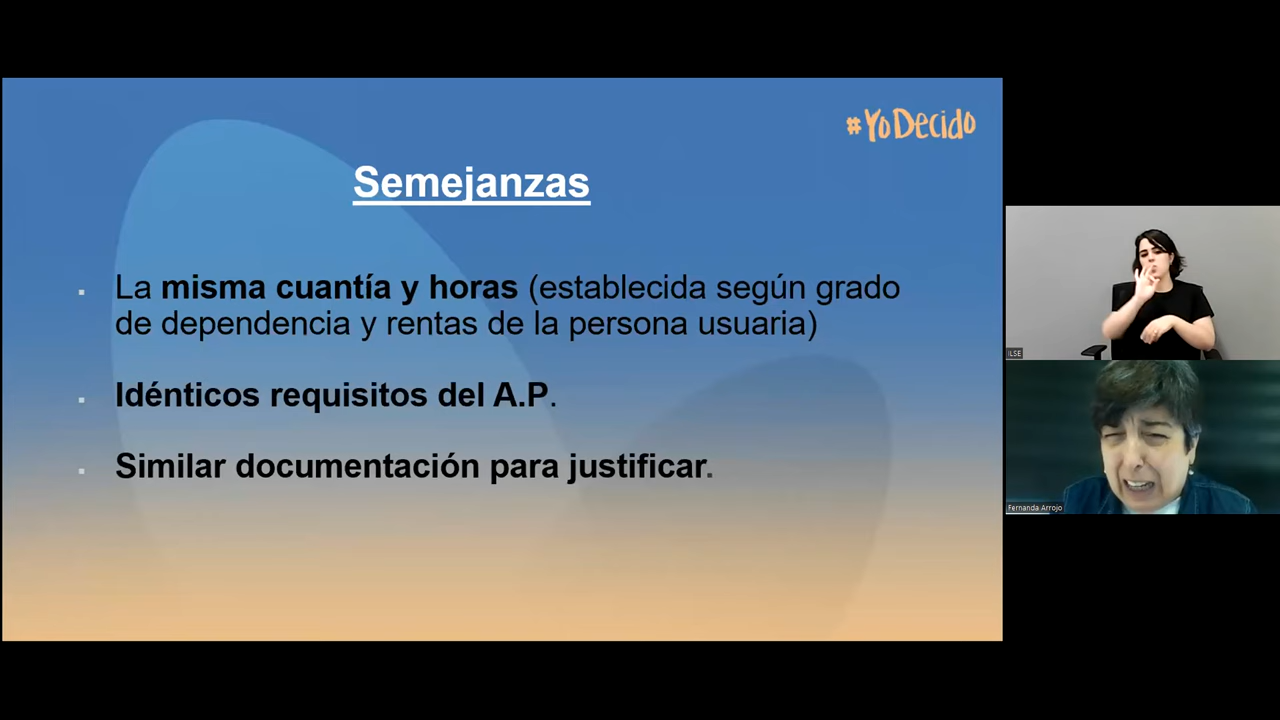 #YoDecido
Semejanzas
La misma cuantía y horas (establecida según grado
de dependencia y rentas de la persona usuaria)
Idénticos requisitos del A.P.
Similar documentación para justificar.
ILSE
Fernanda Arrojo